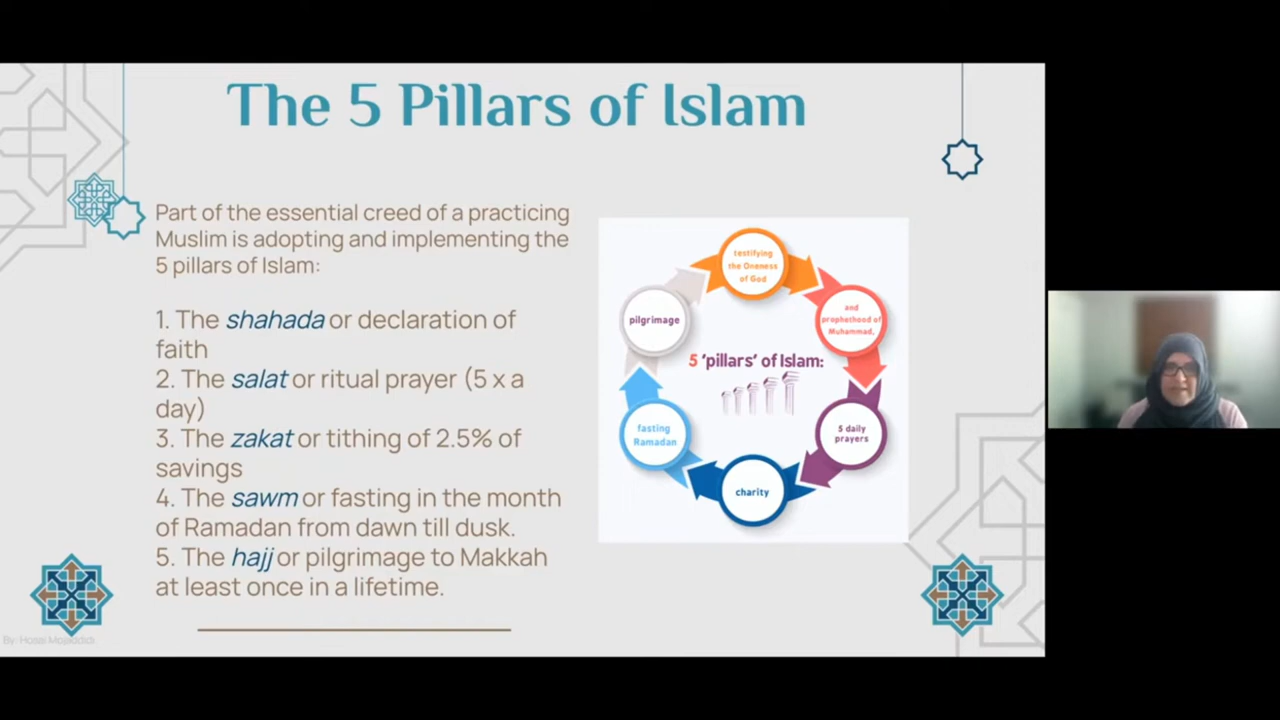 The 5 Pillars of Islam
Part of the essential creed of a practicing
Muslim is adopting and implementing the
5 pillars of Islam:
1. The shahada or declaration of
faith
2. The salat or ritual prayer (5 x a
day)
3. The zakat or tithing of 2.5% of
savings
4. The sawm or fasting in the month
of Ramadan from dawn till dusk.
5. The hajj or pilgrimage to Makkah
at least once in a lifetime.
testifying
the Oneness
of God
and
prophethood of
Muhammad,
5 daily
prayers
charity
fasting
Ramadan
pilgrimage
5 'pillars' of Islam:
By: Hosai Mojaddidi